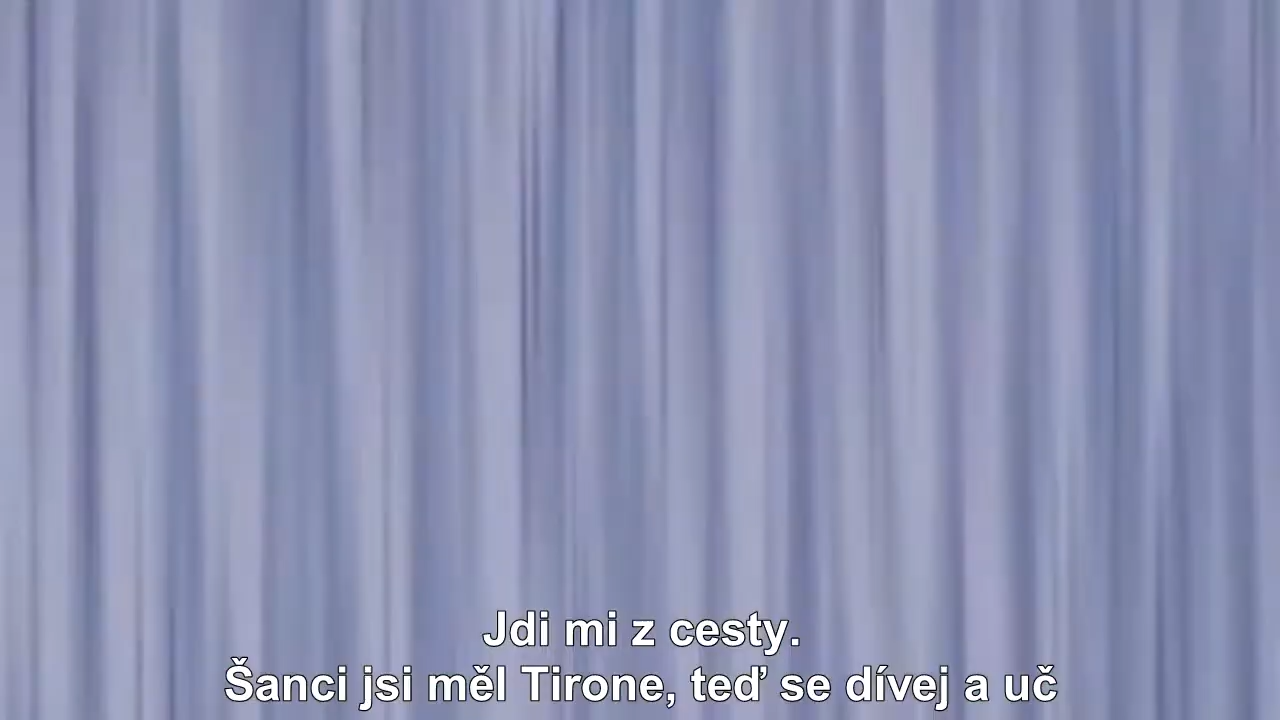 Jdi mi z cesty.
Šanci jsi měl Tirone, teď se dívej a uč